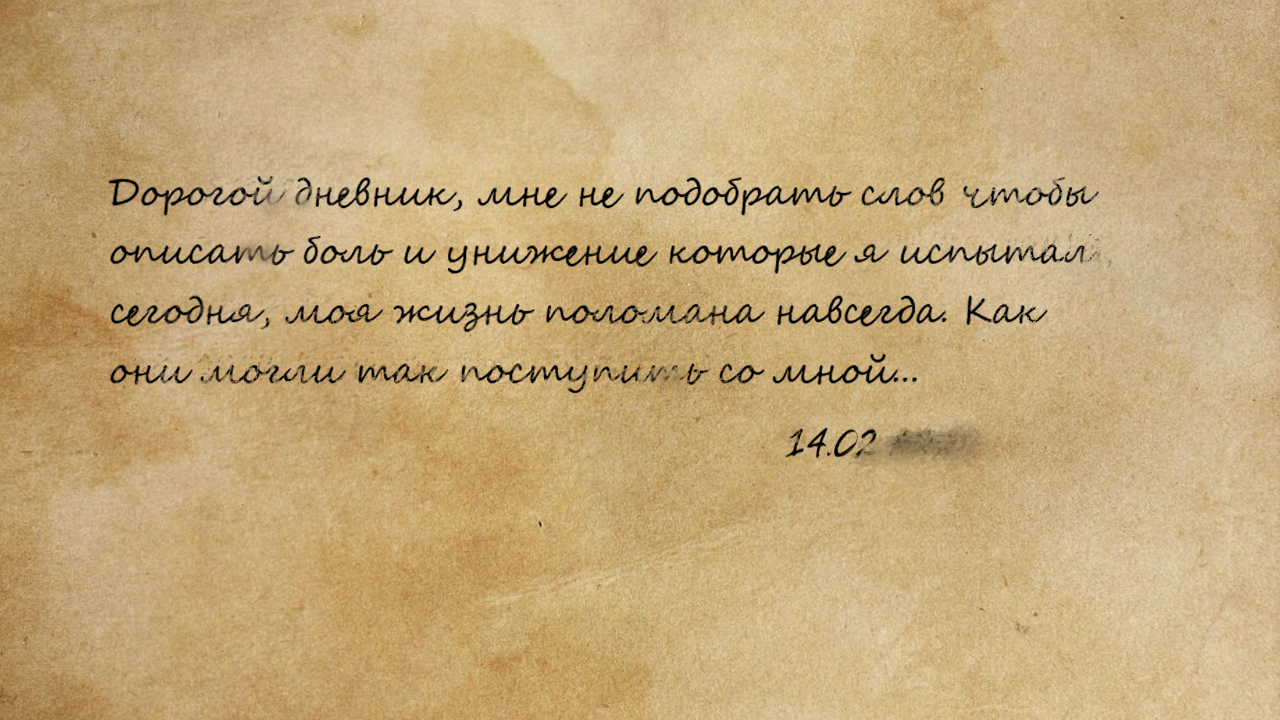 Дорогой дневник, мне не подобрать слов чтобы
описать боль и унижение которые я испытал
сегодня, моя жизнь поломана навсегда. Как
они могли так поступить со мной...
14.02